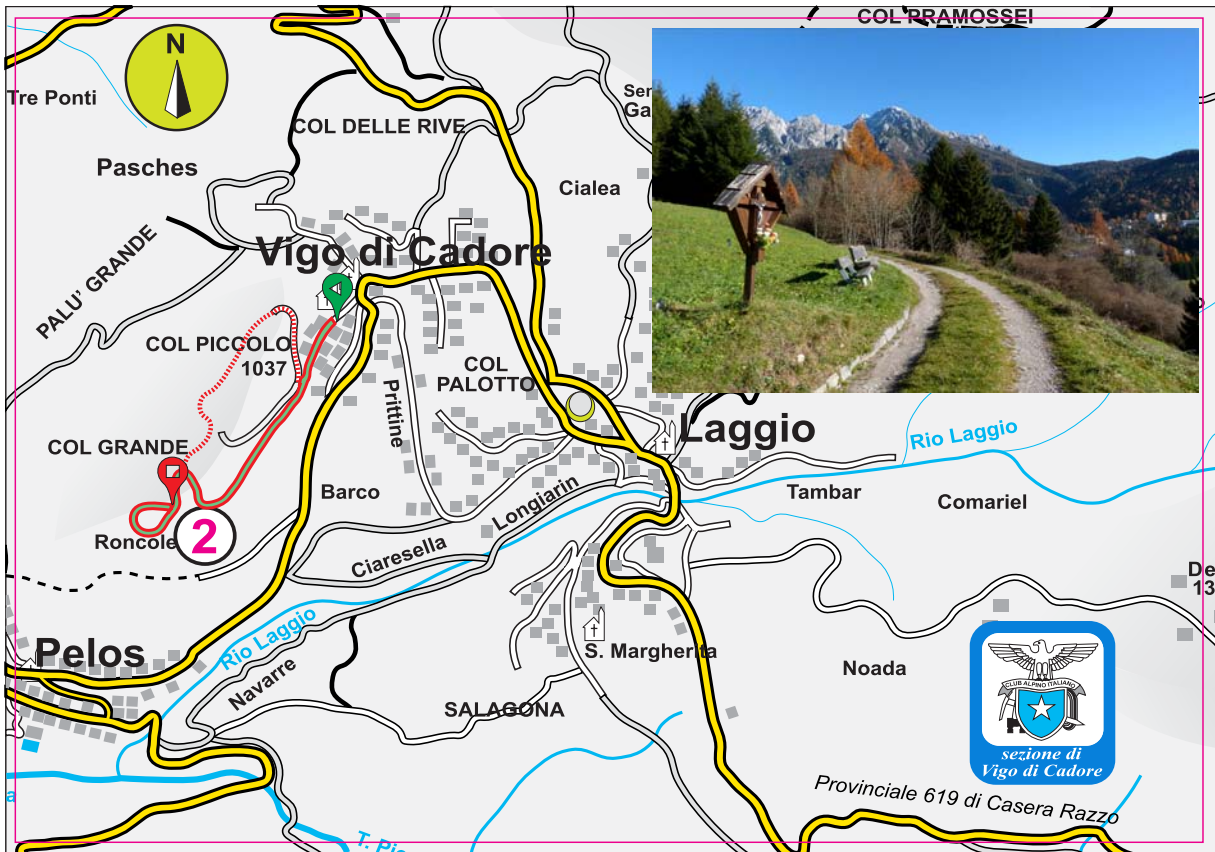 COL PRAMOSSEI
N
Tre Ponti
COL DELLE RIVE
Pasches
Cialea
Vigo di Cadore
PALU' GRANDE
COL PICCOLO
1037
COL
PALOTTO
Prittine
Laggio
Rio Laggio
COL GRANDE
Barco
Longiarin
Tambar
Comariel
Roncole
2
Ciaresella
Rio Laggio
Pelos
Navarre
S. Margherita
Noada
SALAGONA
CLUB ALPINO ITALIANO
sezione di
Vigo di Cadore
Provinciale 619 di Casera Razzo